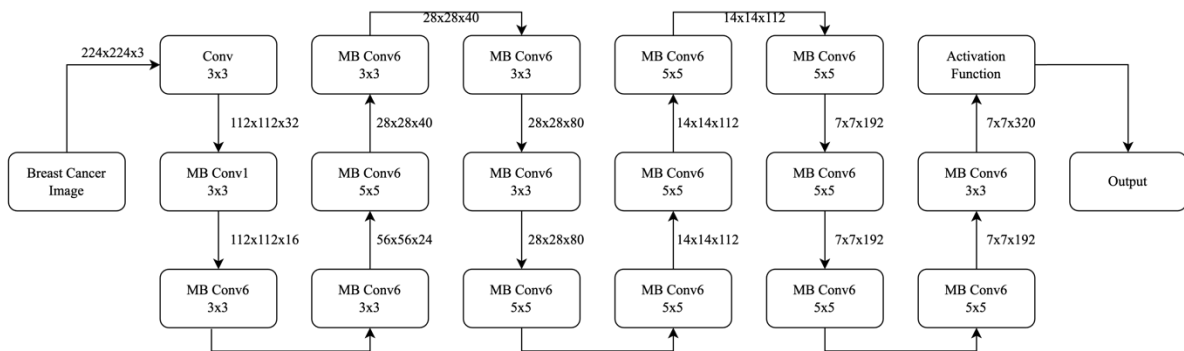 Breast Cancer
Image
224x224x3
Conv
3x3
112x112x32
MB Conv1
3x3
112x112x16
MB Conv6
3x3
MB Conv6
3x3
56x56x24
MB Conv6
5x5
28x28x40
MB Conv6
3x3
28x28x40
MB Conv6
3x3
28x28x80
MB Conv6
3x3
28x28x80
MB Conv6
5x5
MB Conv6
5x5
14x14x112
MB Conv6
5x5
14x14x112
MB Conv6
5x5
14x14x112
MB Conv6
5x5
7x7x192
MB Conv6
5x5
7x7x192
MB Conv6
5x5
MB Conv6
5x5
7x7x192
MB Conv6
3x3
7x7x320
Activation
Function
Output